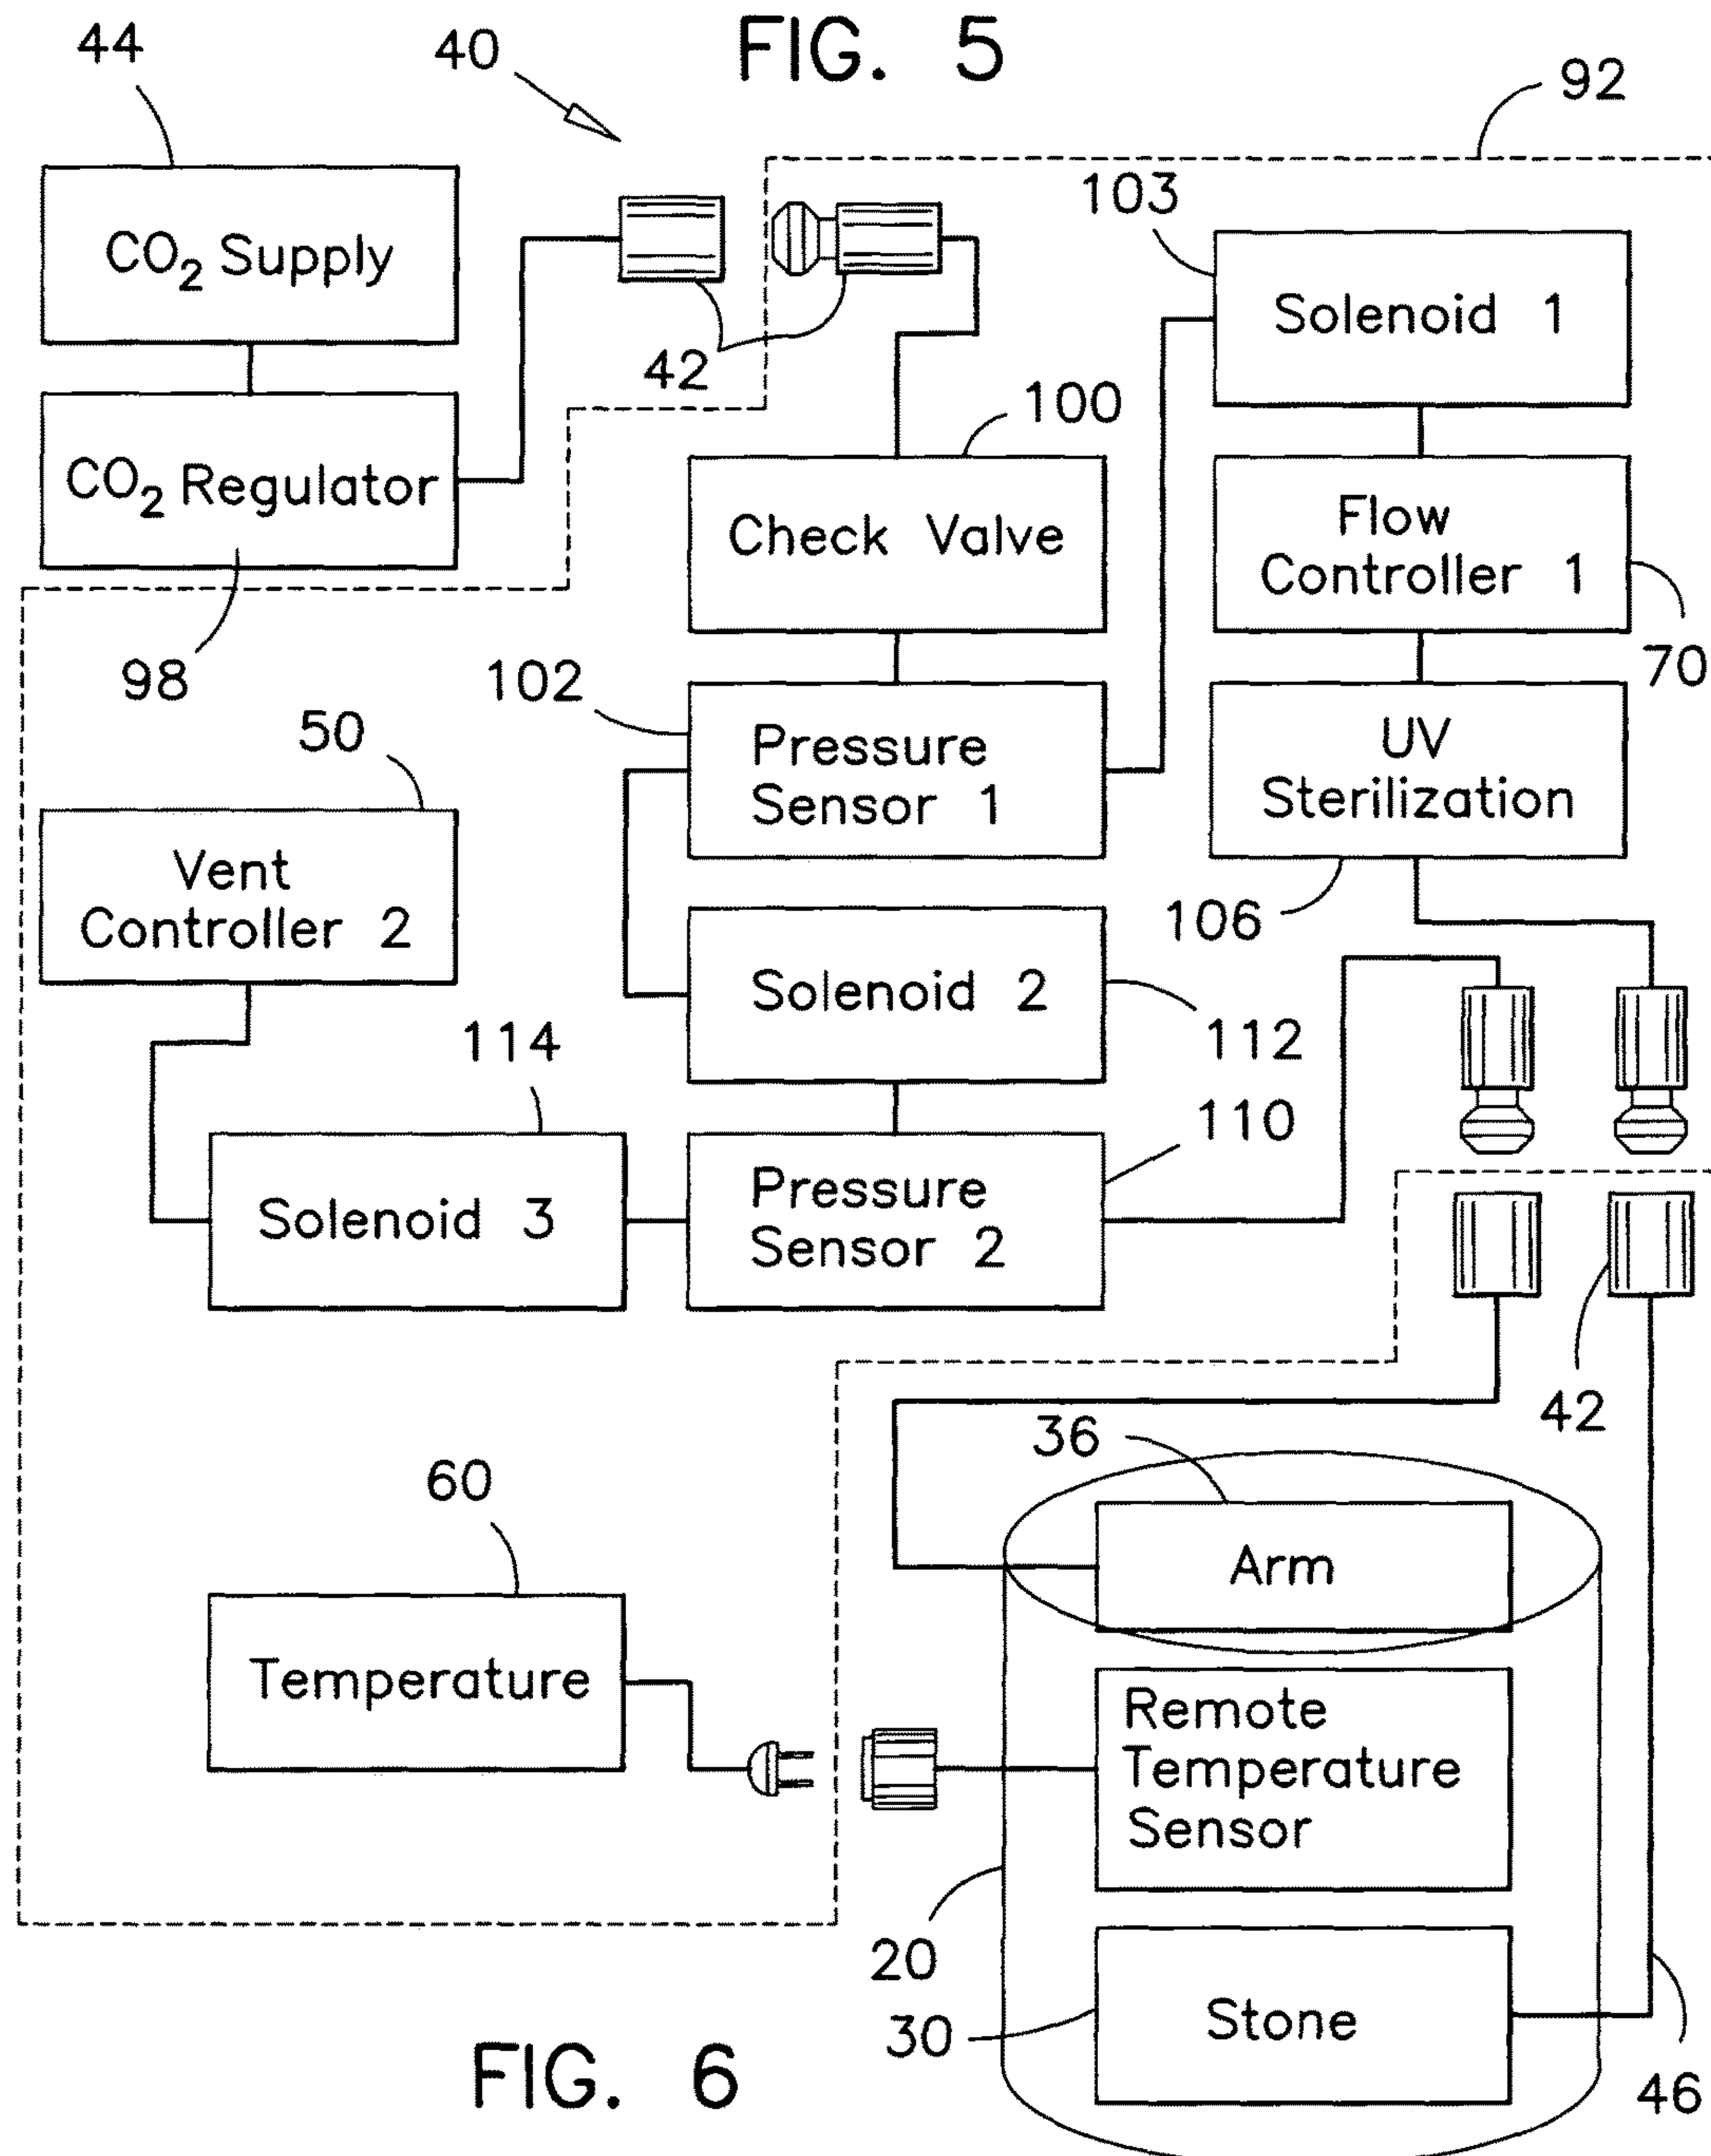 FIG. 5
44
40
92
CO₂ Supply
103
Solenoid 1
42
100
CO₂ Regulator
Check Valve
Flow
Controller 1
98
102
70
50
Pressure
Sensor 1
UV
Sterilization
Vent
Controller 2
106
Solenoid 2
114
112
110
Solenoid 3
Pressure
Sensor 2
42
36
60
Arm
Temperature
Remote
Temperature
Sensor
20
30
Stone
46
FIG. 6